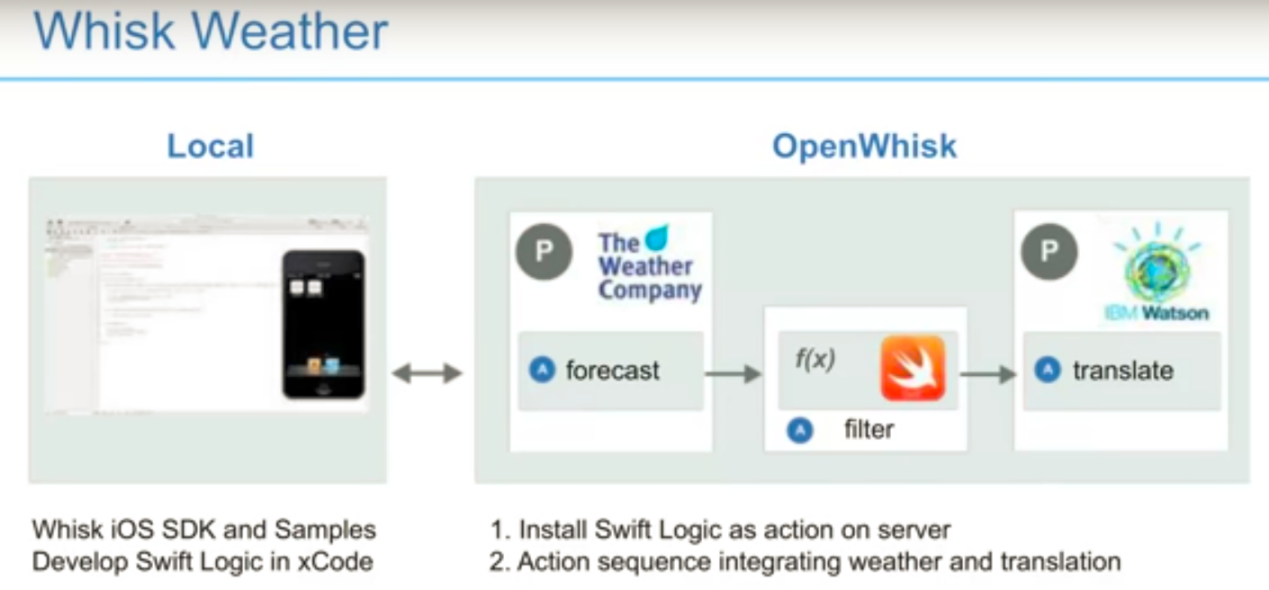 Whisk Weather
Local
OpenWhisk
P
The
Weather
Company
A forecast
f(x)
A filter
P
IBM Watson
A translate
Whisk iOS SDK and Samples
Develop Swift Logic in xCode
1. Install Swift Logic as action on server
2. Action sequence integrating weather and translation